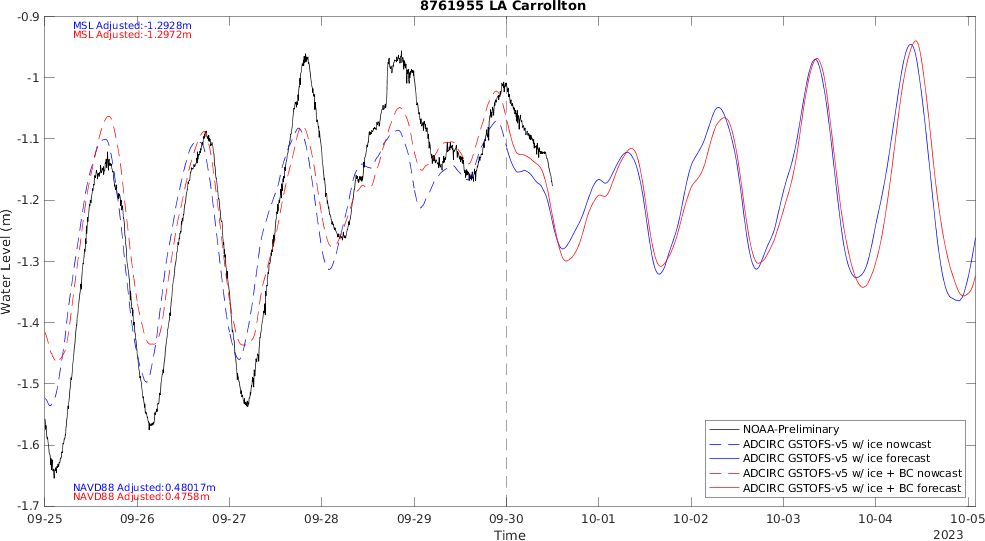 8761955 LA Carrollton
MSL Adjusted:-1.2928m
MSL Adjusted:-1.2972m
-0.9
-1
-1.1
-1.2
-1.3
-1.4
-1.5
-1.6
-1.7
Water Level (m)
NOAA-Preliminary
ADCIRC GSTOFS-v5 w/ ice nowcast
ADCIRC GSTOFS-v5 w/ ice forecast
ADCIRC GSTOFS-v5 w/ ice + BC nowcast
ADCIRC GSTOFS-v5 w/ ice + BC forecast
NAVD88 Adjusted:0.48017m
NAVD88 Adjusted:0.4758m
09-25 09-26 09-27 09-28 09-29 09-30 10-01 10-02 10-03 10-04 10-05
Time
2023